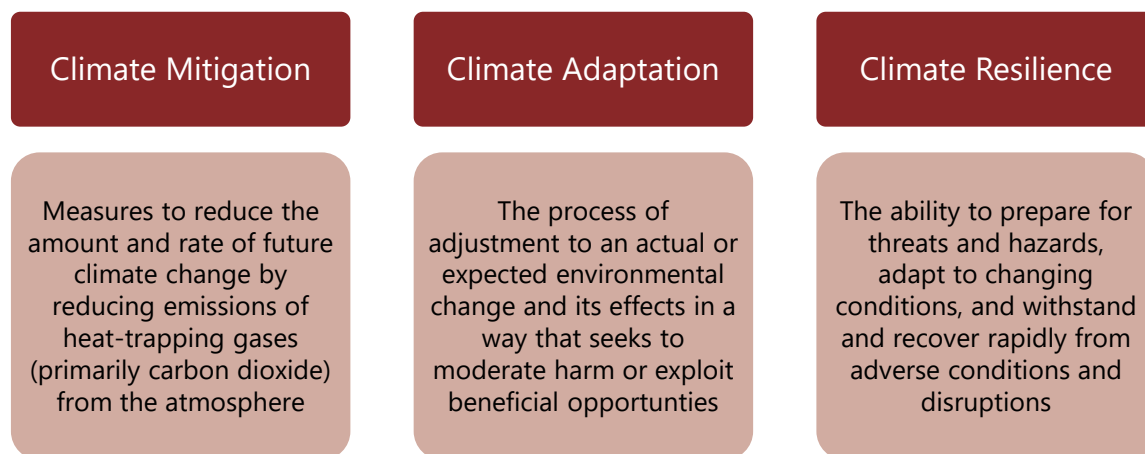 Climate Mitigation
Measures to reduce the
amount and rate of future
climate change by
reducing emissions of
heat-trapping gases
(primarily carbon dioxide)
from the atmosphere
Climate Adaptation
The process of
adjustment to an actual or
expected environmental
change and its effects in a
way that seeks to
moderate harm or exploit
beneficial opportunties
Climate Resilience
The ability to prepare for
threats and hazards,
adapt to changing
conditions, and withstand
and recover rapidly from
adverse conditions and
disruptions